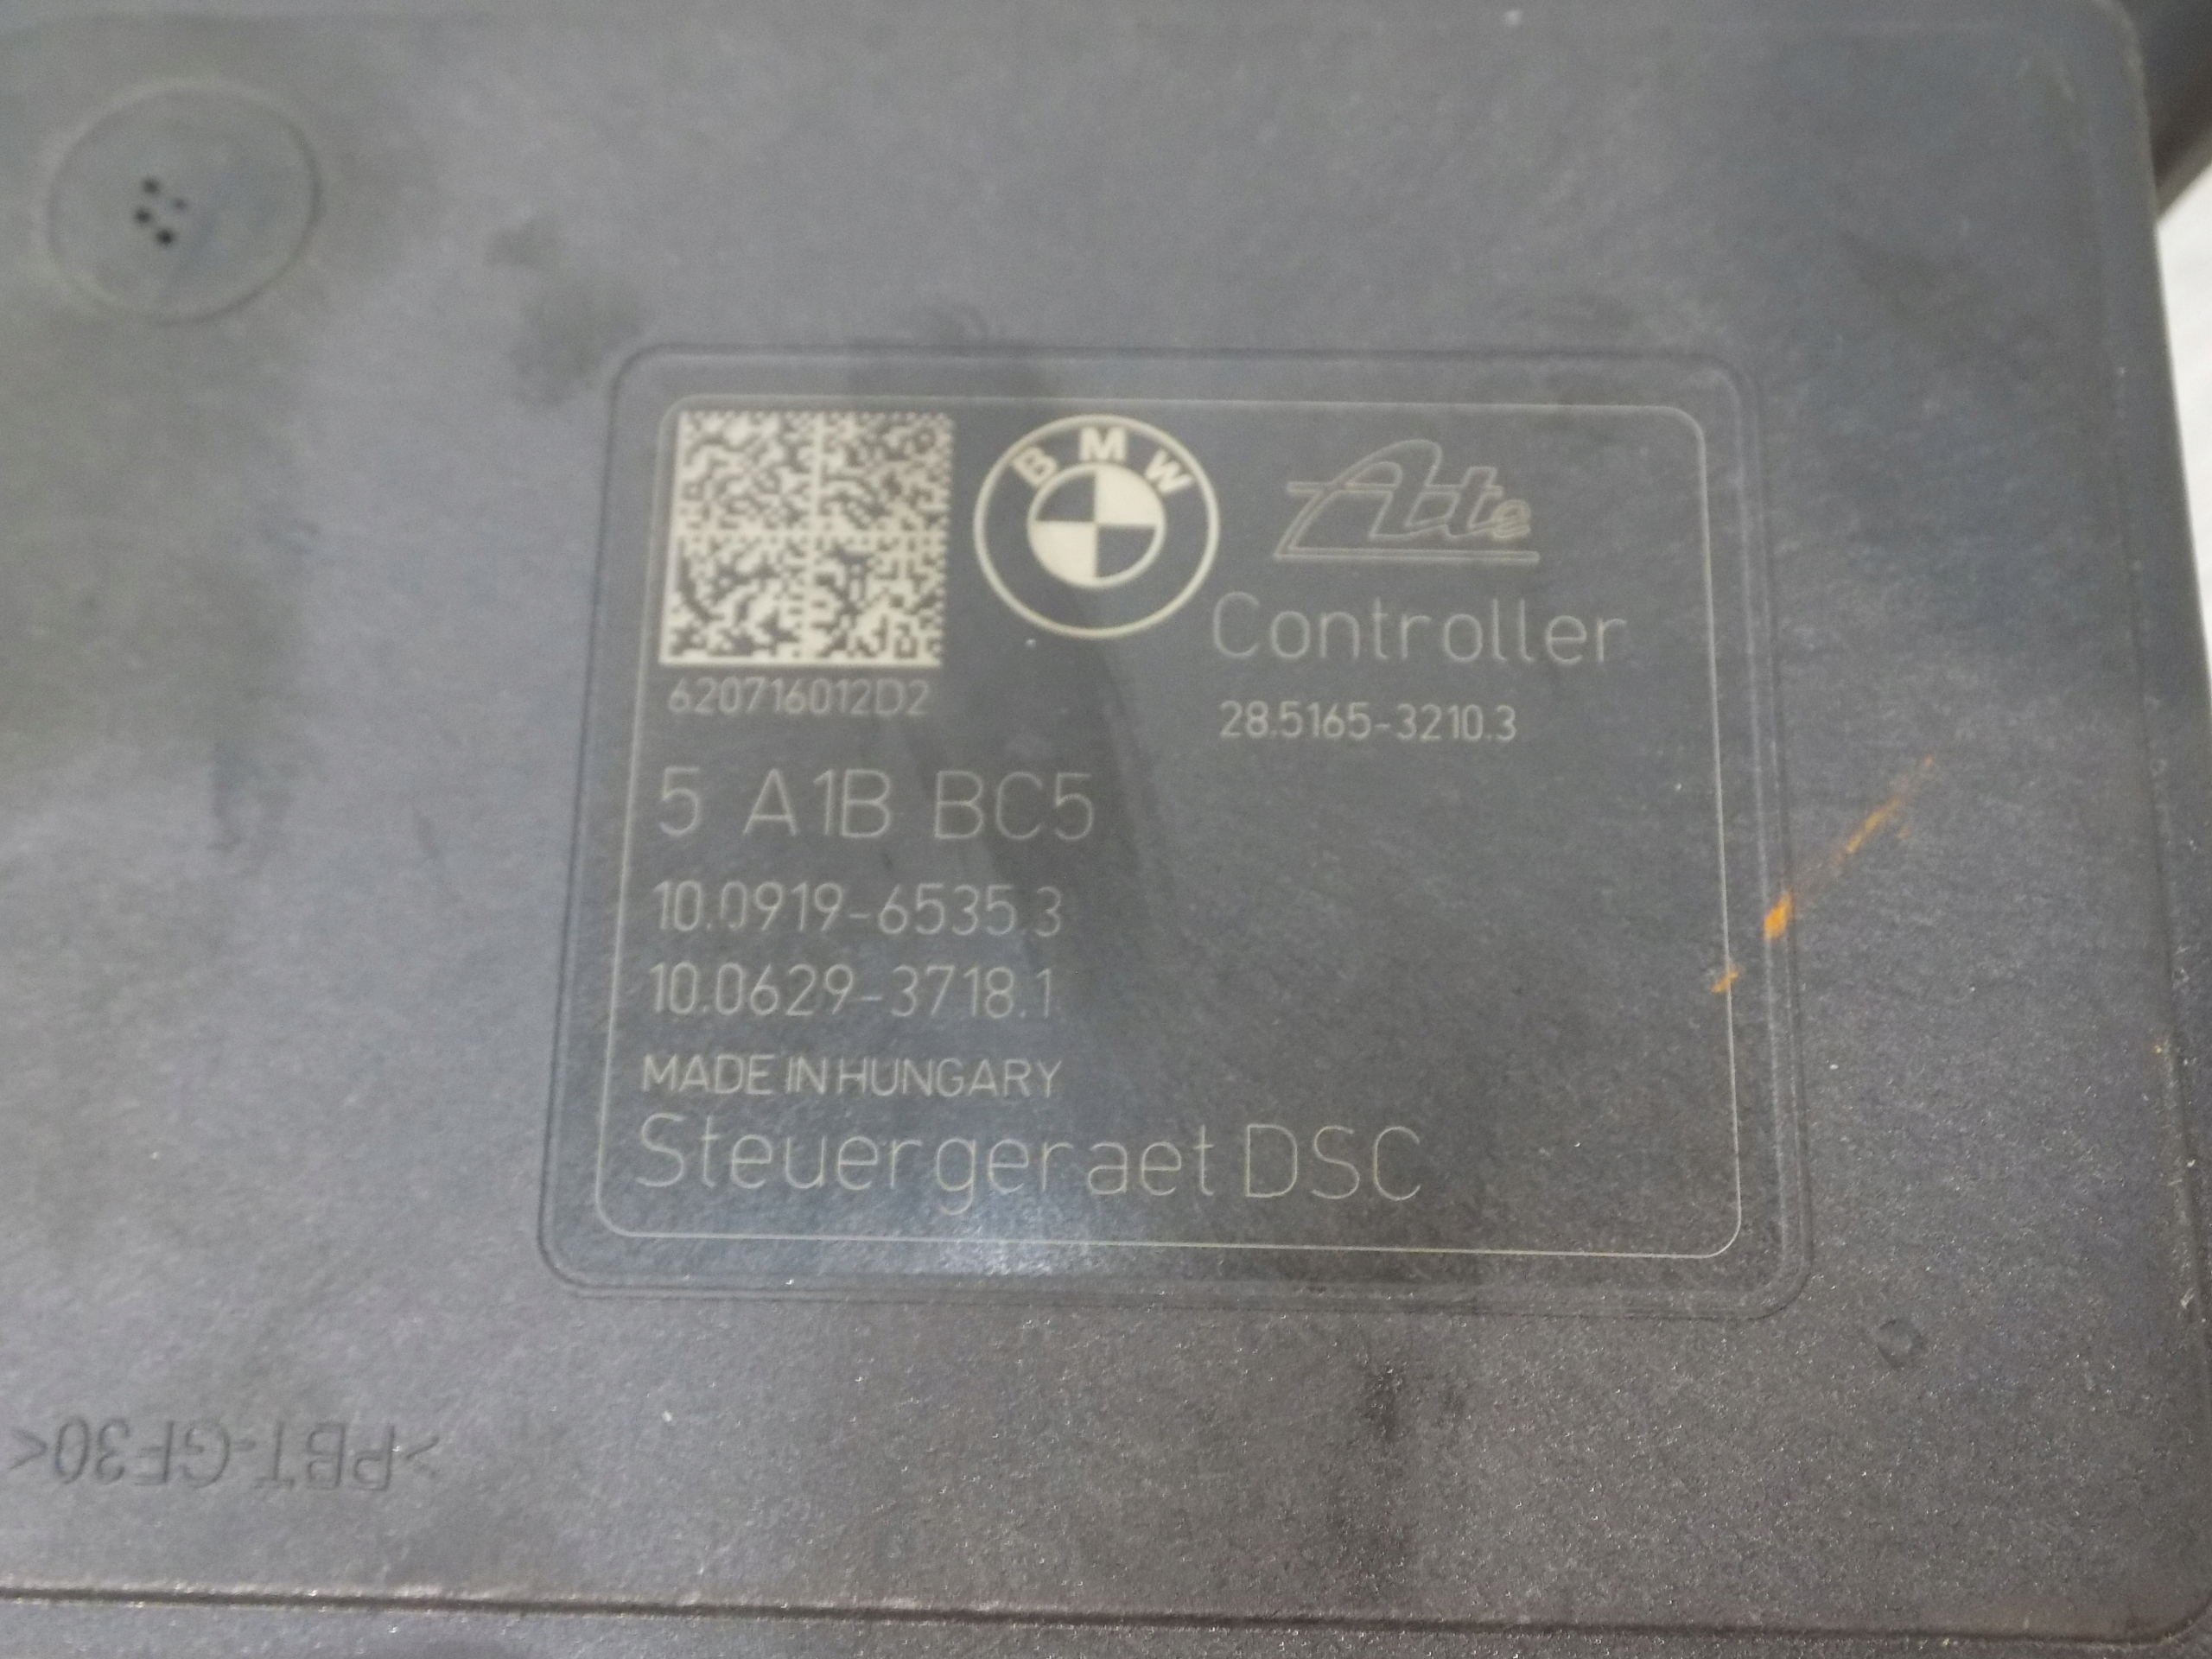 BMW
Ate
Controller
620716012D2
28.5165-3210.3
5 A1B BC5
10.0919-6535.3
10.0629-3718.1
MADE IN HUNGARY
Steuergeraet DSC
>PBT-GF30<